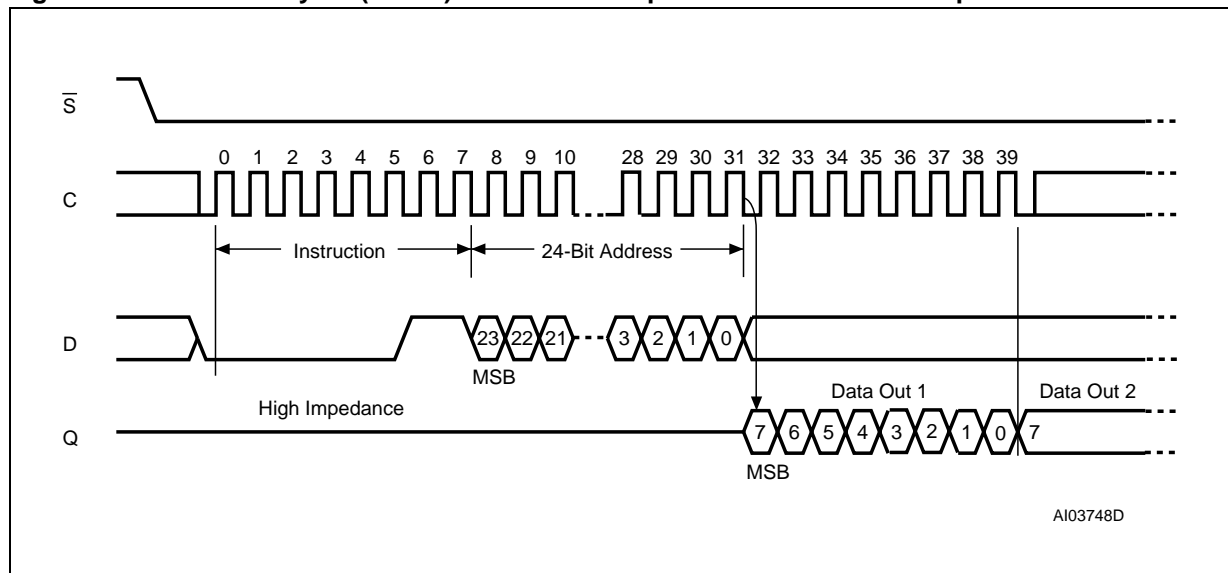 S
0 1 2 3 4 5 6 7 8 9 10 28 29 30 31 32 33 34 35 36 37 38 39
C
Instruction 24-Bit Address
D 23 22 21 3 2 1 0
MSB
High Impedance Data Out 1 Data Out 2
Q 7 6 5 4 3 2 1 0 7
MSB
AI03748D